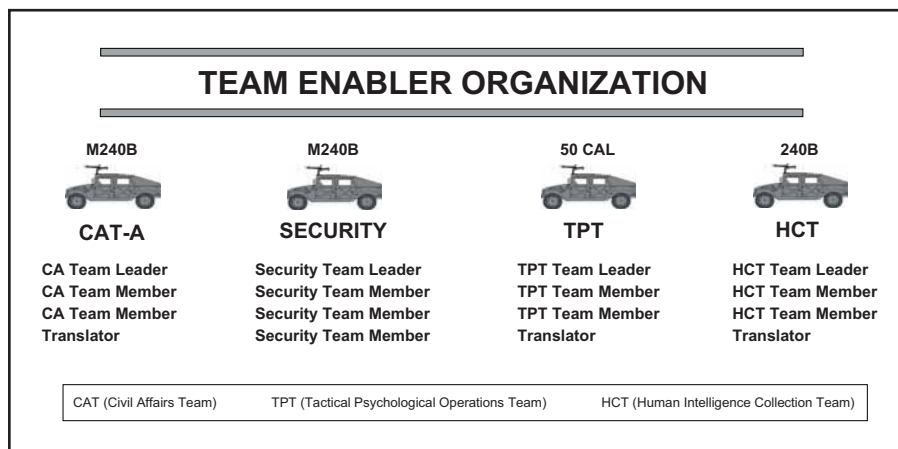 TEAM ENABLER ORGANIZATION
M240B
M240B
50 CAL
240B
CAT-A
SECURITY
TPT
HCT
CA Team Leader
CA Team Member
CA Team Member
Translator
Security Team Leader
Security Team Member
Security Team Member
Security Team Member
TPT Team Leader
TPT Team Member
TPT Team Member
Translator
HCT Team Leader
HCT Team Member
HCT Team Member
Translator
CAT (Civil Affairs Team)
TPT (Tactical Psychological Operations Team)
HCT (Human Intelligence Collection Team)